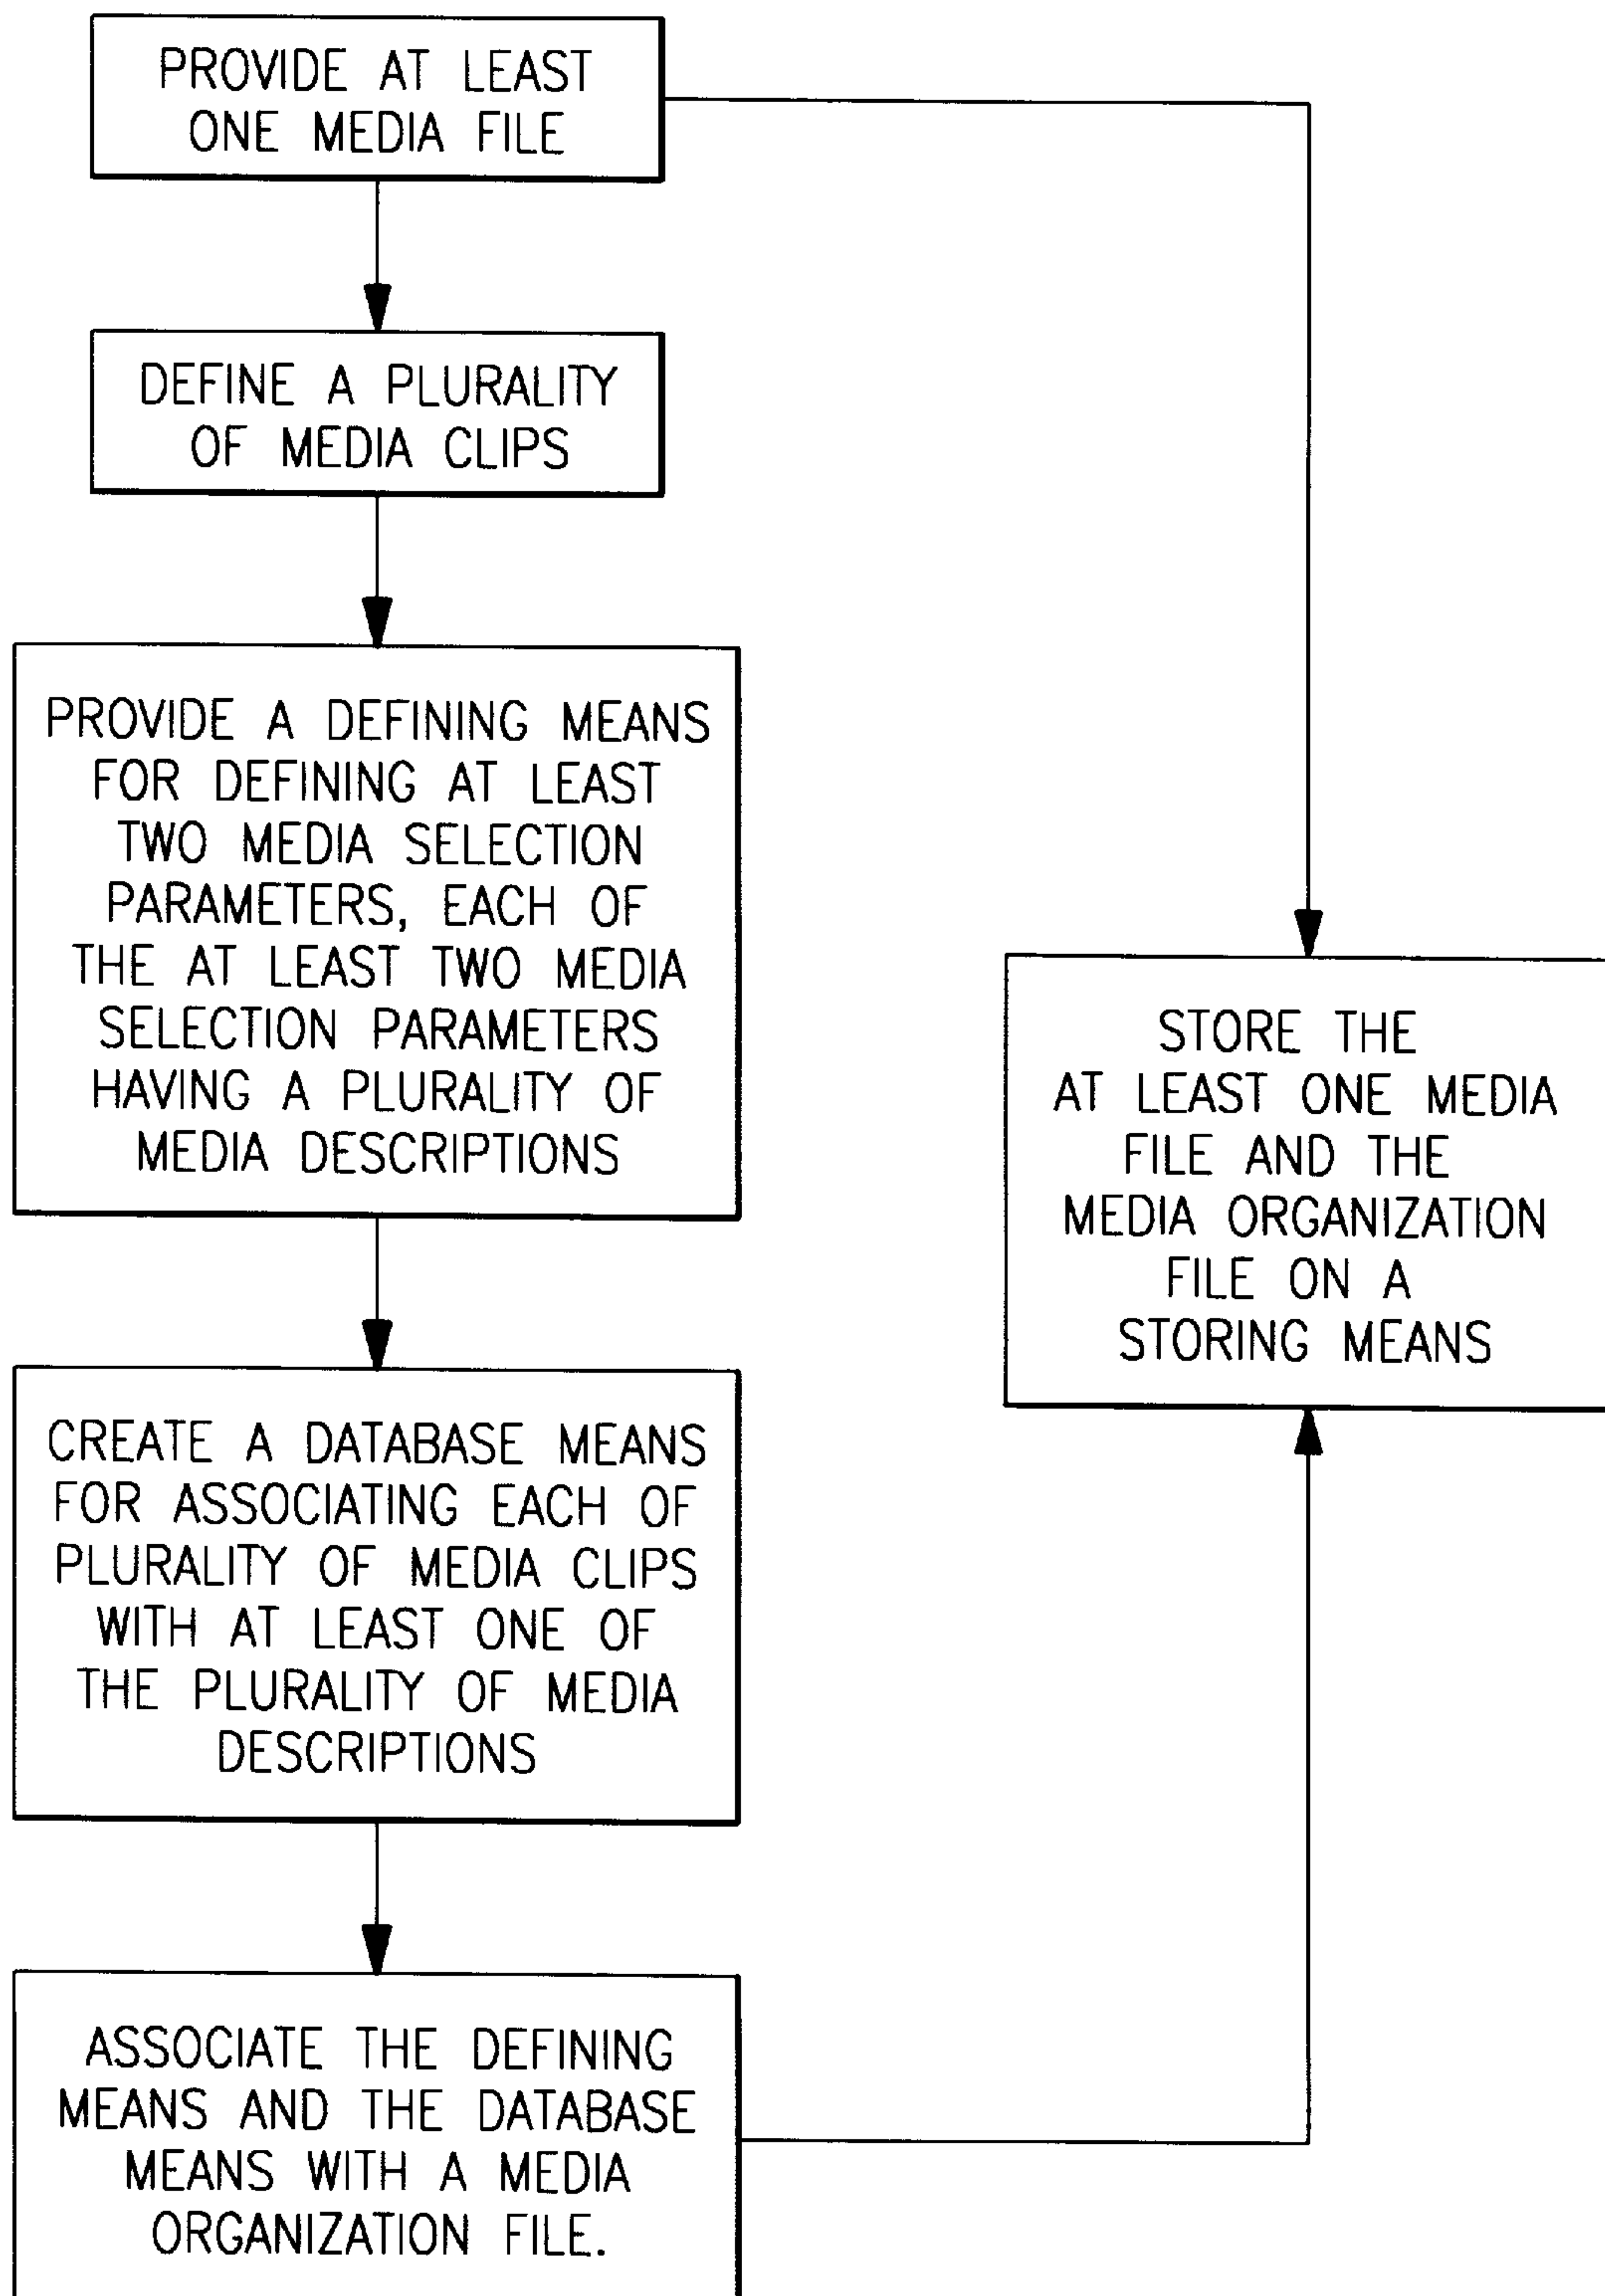 PROVIDE AT LEAST
ONE MEDIA FILE
DEFINE A PLURALITY
OF MEDIA CLIPS
PROVIDE A DEFINING MEANS
FOR DEFINING AT LEAST
TWO MEDIA SELECTION
PARAMETERS, EACH OF
THE AT LEAST TWO MEDIA
SELECTION PARAMETERS
HAVING A PLURALITY OF
MEDIA DESCRIPTIONS
CREATE A DATABASE MEANS
FOR ASSOCIATING EACH OF
PLURALITY OF MEDIA CLIPS
WITH AT LEAST ONE OF
THE PLURALITY OF MEDIA
DESCRIPTIONS
ASSOCIATE THE DEFINING
MEANS AND THE DATABASE
MEANS WITH A MEDIA
ORGANIZATION FILE.
STORE THE
AT LEAST ONE MEDIA
FILE AND THE
MEDIA ORGANIZATION
FILE ON A
STORING MEANS